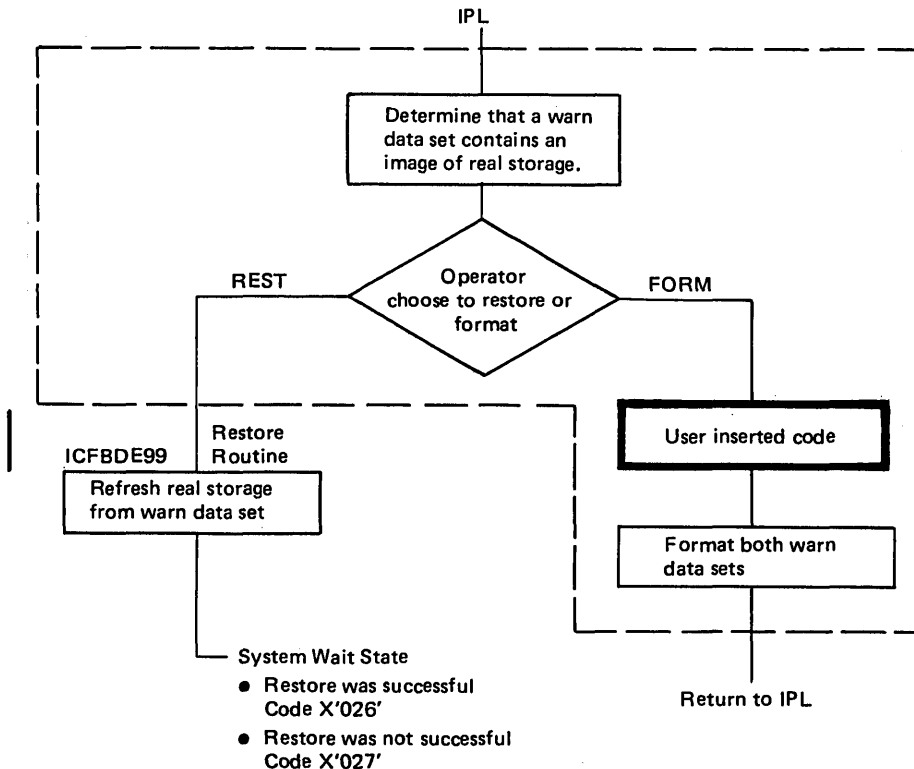 IPL
Determine that a warn
data set contains an
image of real storage.
REST
Operator
choose to restore or
format
FORM
User inserted code
Restore
Routine
ICFBDE99
Refresh real storage
from warn data set
Format both warn
data sets
System Wait State
● Restore was successful
Code X'026'
● Restore was not successful
Code X'027'
Return to IPL